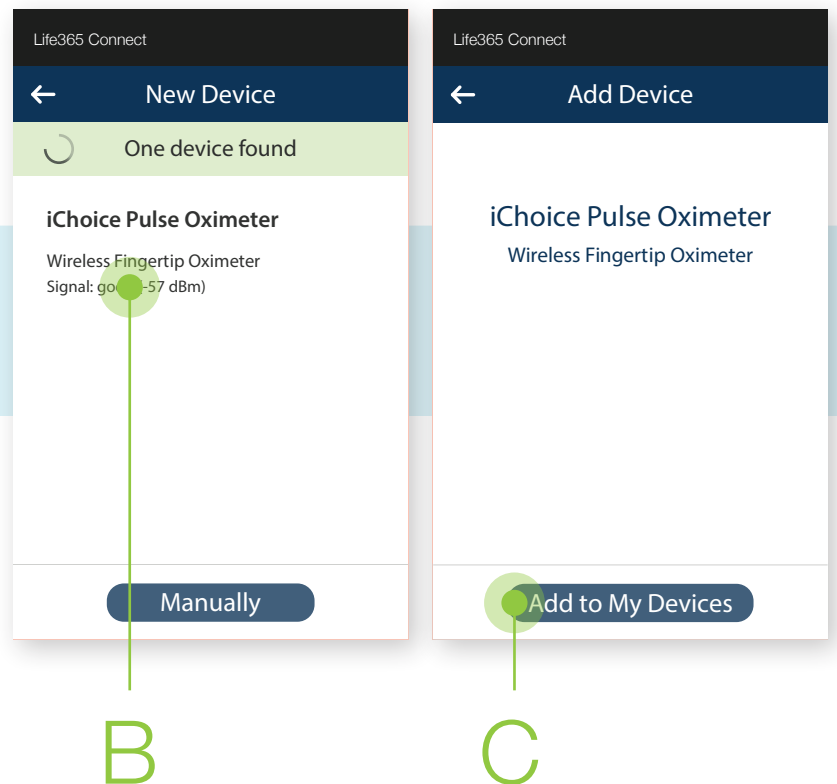 Life365 Connect
New Device
One device found
iChoice Pulse Oximeter
Wireless Fingertip Oximeter
Signal: -57 dBm)
Manually
B
Life365 Connect
Add Device
iChoice Pulse Oximeter
Wireless Fingertip Oximeter
Add to My Devices
C